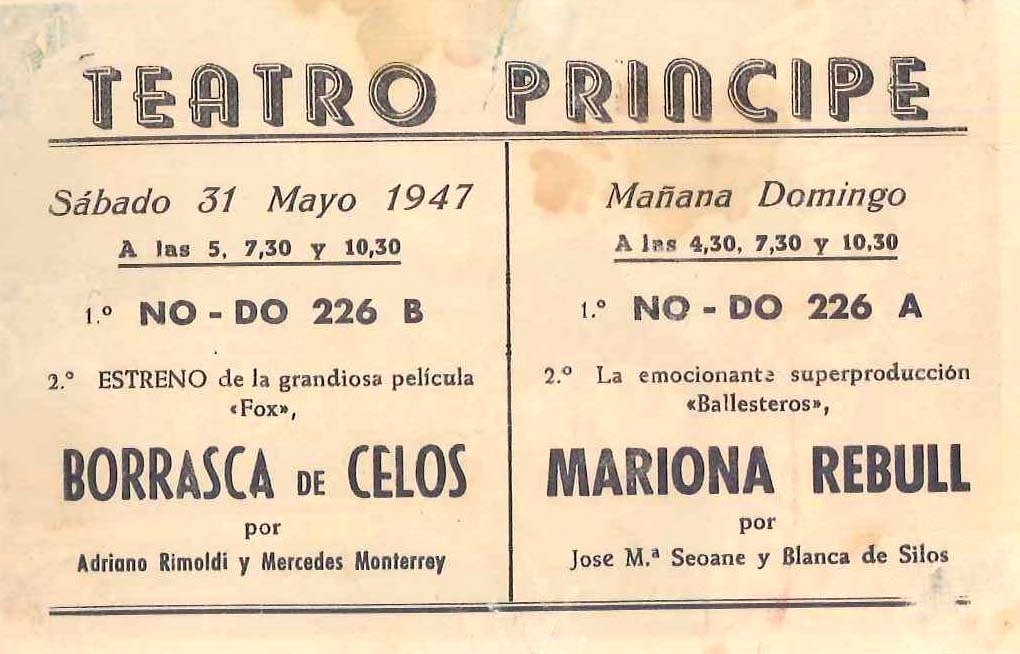 TEATRO PRINCIPE
Sábado 31 Mayo 1947
A las 5, 7,30 y 10,30
1.º NO-DO 226 B
2.º ESTRENO de la grandiosa película
«Fox»,
BORRASCA DE CELOS
por
Adriano Rimoldi y Mercedes Monterrey
Mañana Domingo
A las 4,30, 7,30 y 10,30
1.º NO-DO 226 A
2.º La emocionante superproducción
«Ballesteros»,
MARIONA REBULL
por
Jose M.ª Seoane y Blanca de Silos